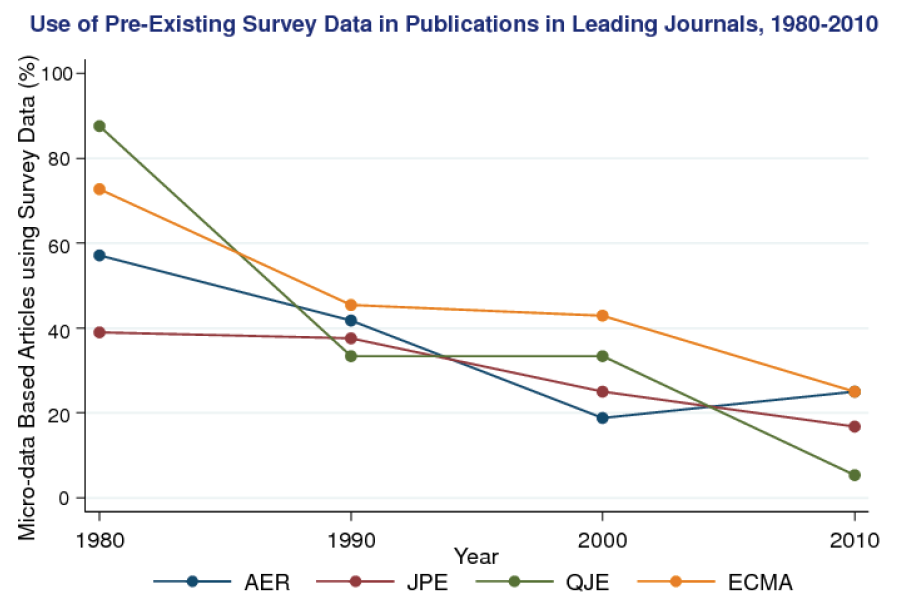 Use of Pre-Existing Survey Data in Publications in Leading Journals, 1980-2010
Micro-data Based Articles using Survey Data (%)
100
80
60
40
20
0
1980 1990 2000 2010
Year
AER JPE QJE ECMA